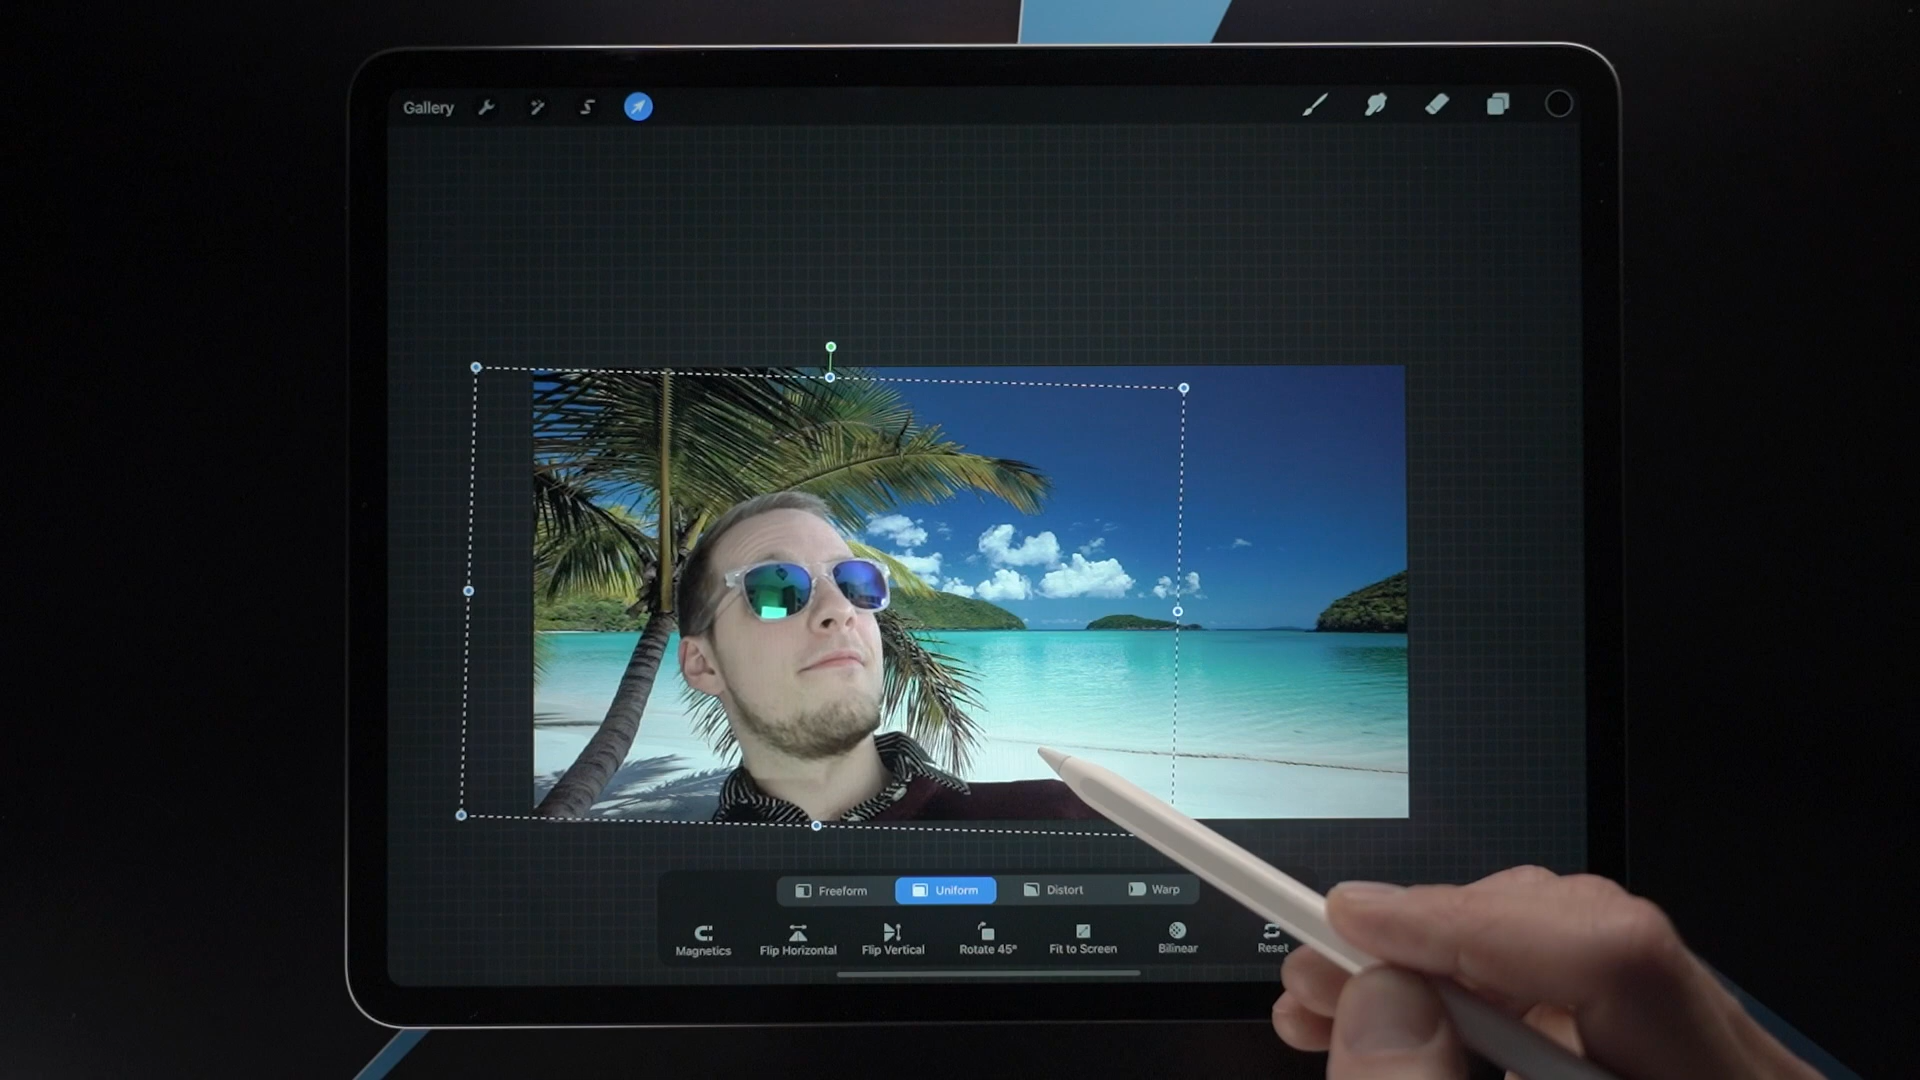 Gallery
Freeform Uniform Distort Warp
Magnetics Flip Horizontal Flip Vertical Rotate 45° Fit to Screen Bilinear Reset